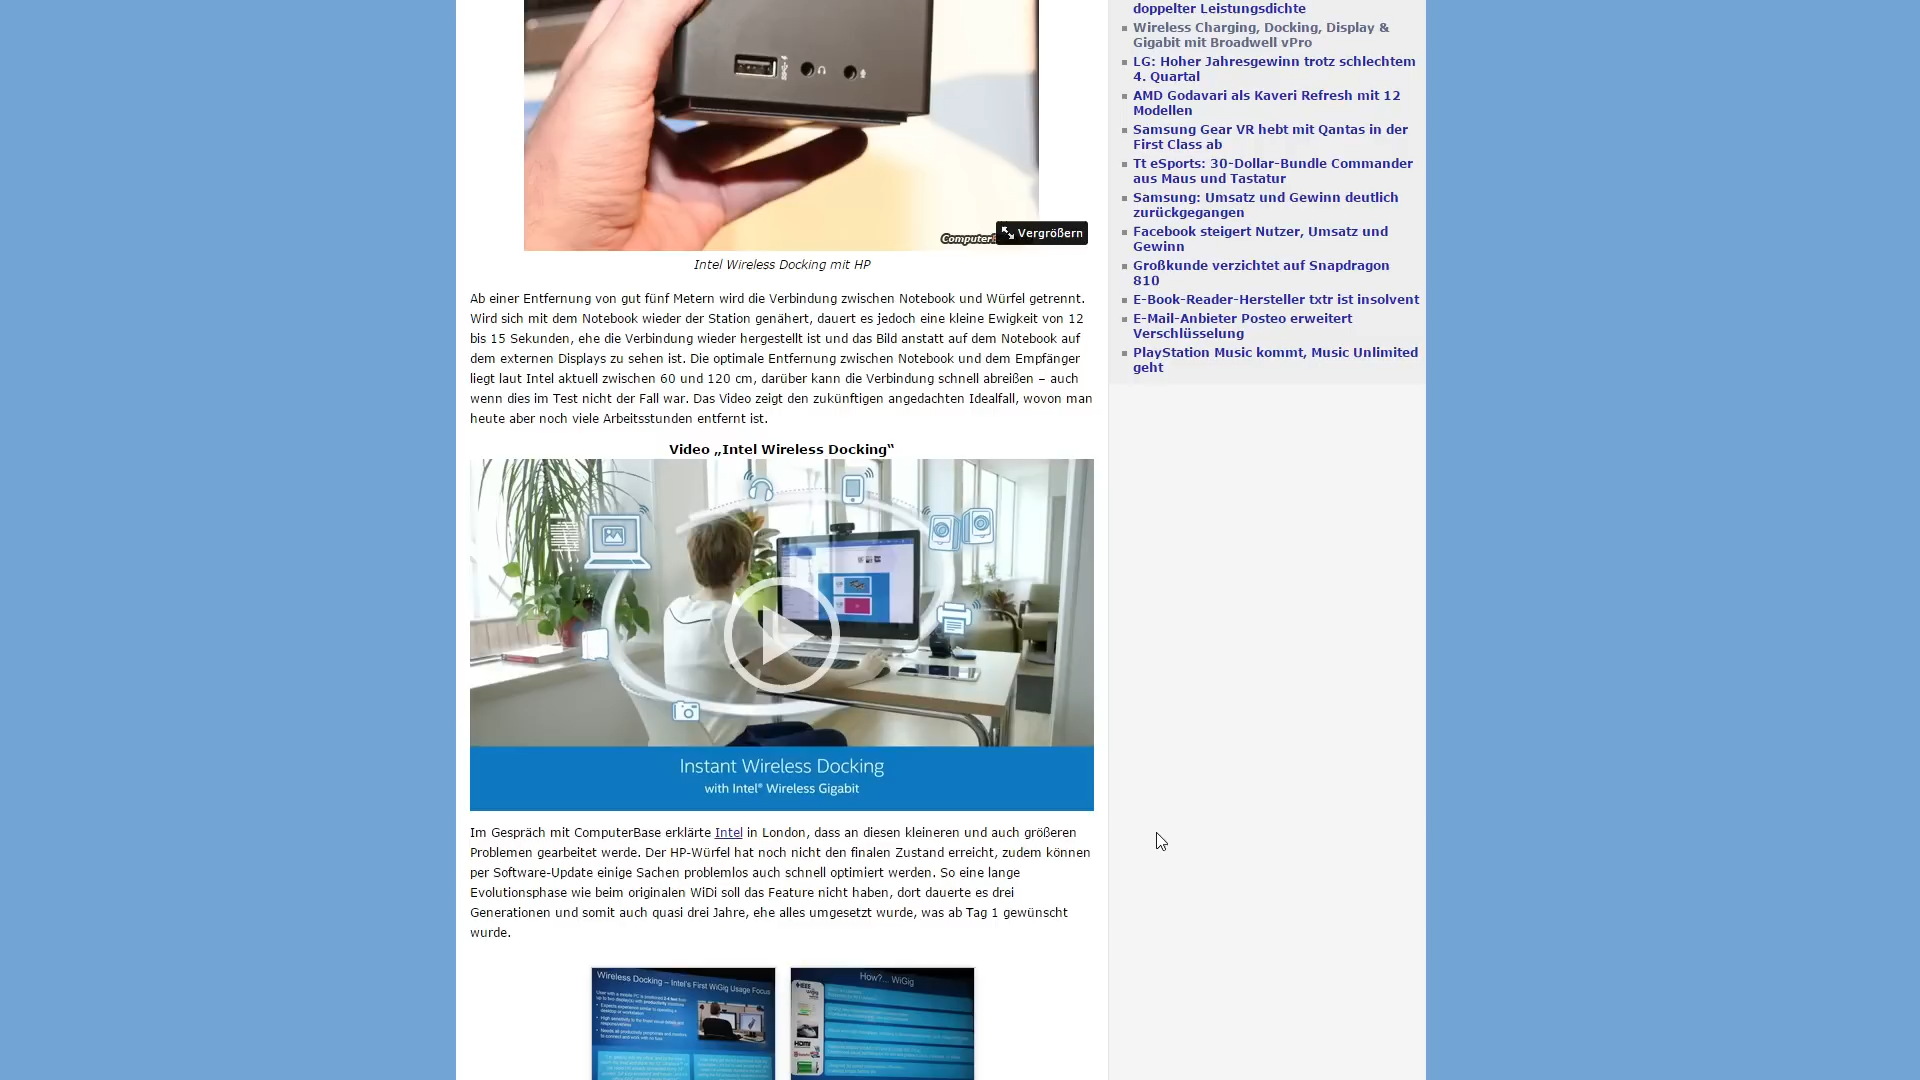 doppelter Leistungsdichte
Wireless Charging, Docking, Display &
Gigabit mit Broadwell vPro
LG: Hoher Jahresgewinn trotz schlechtem
4. Quartal
AMD Godavari als Kaveri Refresh mit 12
Modellen
Samsung Gear VR hebt mit Qantas in der
First Class ab
Tt eSports: 30-Dollar-Bundle Commander
aus Maus und Tastatur
Samsung: Umsatz und Gewinn deutlich
zurückgegangen
Facebook steigert Nutzer, Umsatz und
Gewinn
Großkunde verzichtet auf Snapdragon
810
E-Book-Reader-Hersteller txtr ist insolvent
E-Mail-Anbieter Posteo erweitert
Verschlüsselung
PlayStation Music kommt, Music Unlimited
geht
Computer
Vergrößern
Intel Wireless Docking mit HP
Ab einer Entfernung von gut fünf Metern wird die Verbindung zwischen Notebook und Würfel getrennt.
Wird sich mit dem Notebook wieder der Station genähert, dauert es jedoch eine kleine Ewigkeit von 12
bis 15 Sekunden, ehe die Verbindung wieder hergestellt ist und das Bild anstatt auf dem Notebook auf
dem externen Displays zu sehen ist. Die optimale Entfernung zwischen Notebook und dem Empfänger
liegt laut Intel aktuell zwischen 60 und 120 cm, darüber kann die Verbindung schnell abreißen – auch
wenn dies im Test nicht der Fall war. Das Video zeigt den zukünftigen angedachten Idealfall, wovon man
heute aber noch viele Arbeitsstunden entfernt ist.
Video „Intel Wireless Docking“
Instant Wireless Docking
with Intel® Wireless Gigabit
Im Gespräch mit ComputerBase erklärte Intel in London, dass an diesen kleineren und auch größeren
Problemen gearbeitet werde. Der HP-Würfel hat noch nicht den finalen Zustand erreicht, zudem können
per Software-Update einige Sachen problemlos auch schnell optimiert werden. So eine lange
Evolutionsphase wie beim originalen WiDi soll das Feature nicht haben, dort dauerte es drei
Generationen und somit auch quasi drei Jahre, ehe alles umgesetzt wurde, was ab Tag 1 gewünscht
wurde.
Wireless Docking – Intel's First WiGig Usage Focus
How?... WiGig
HDMI